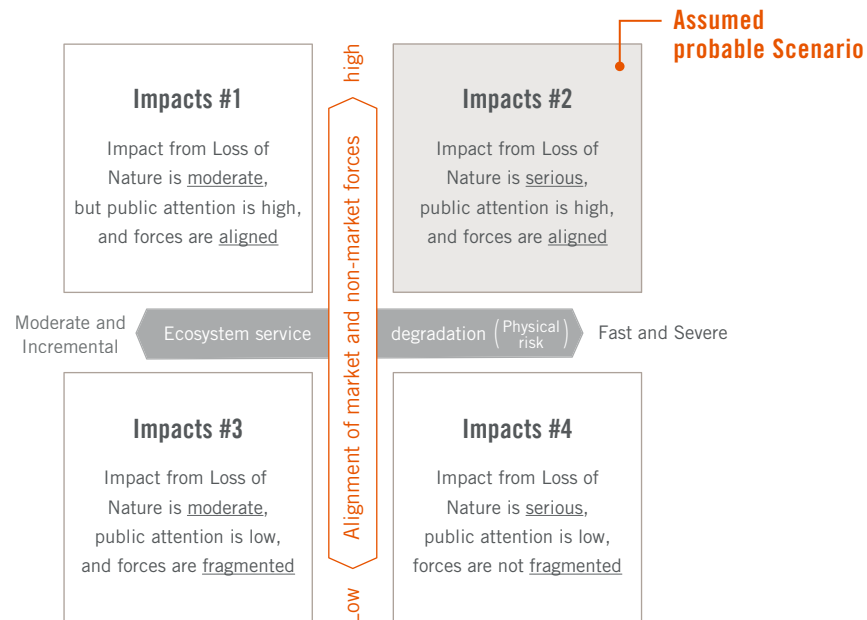 Assumed
probable Scenario
high
Impacts #1
Impact from Loss of
Nature is moderate,
but public attention is high,
and forces are aligned
Impacts #2
Impact from Loss of
Nature is serious,
public attention is high,
and forces are aligned
Alignment of market and non-market forces
Moderate and
Incremental
Ecosystem service degradation (Physical
risk)
Fast and Severe
Impacts #3
Impact from Loss of
Nature is moderate,
public attention is low,
and forces are fragmented
Impacts #4
Impact from Loss of
Nature is serious,
public attention is low,
forces are not fragmented
Low